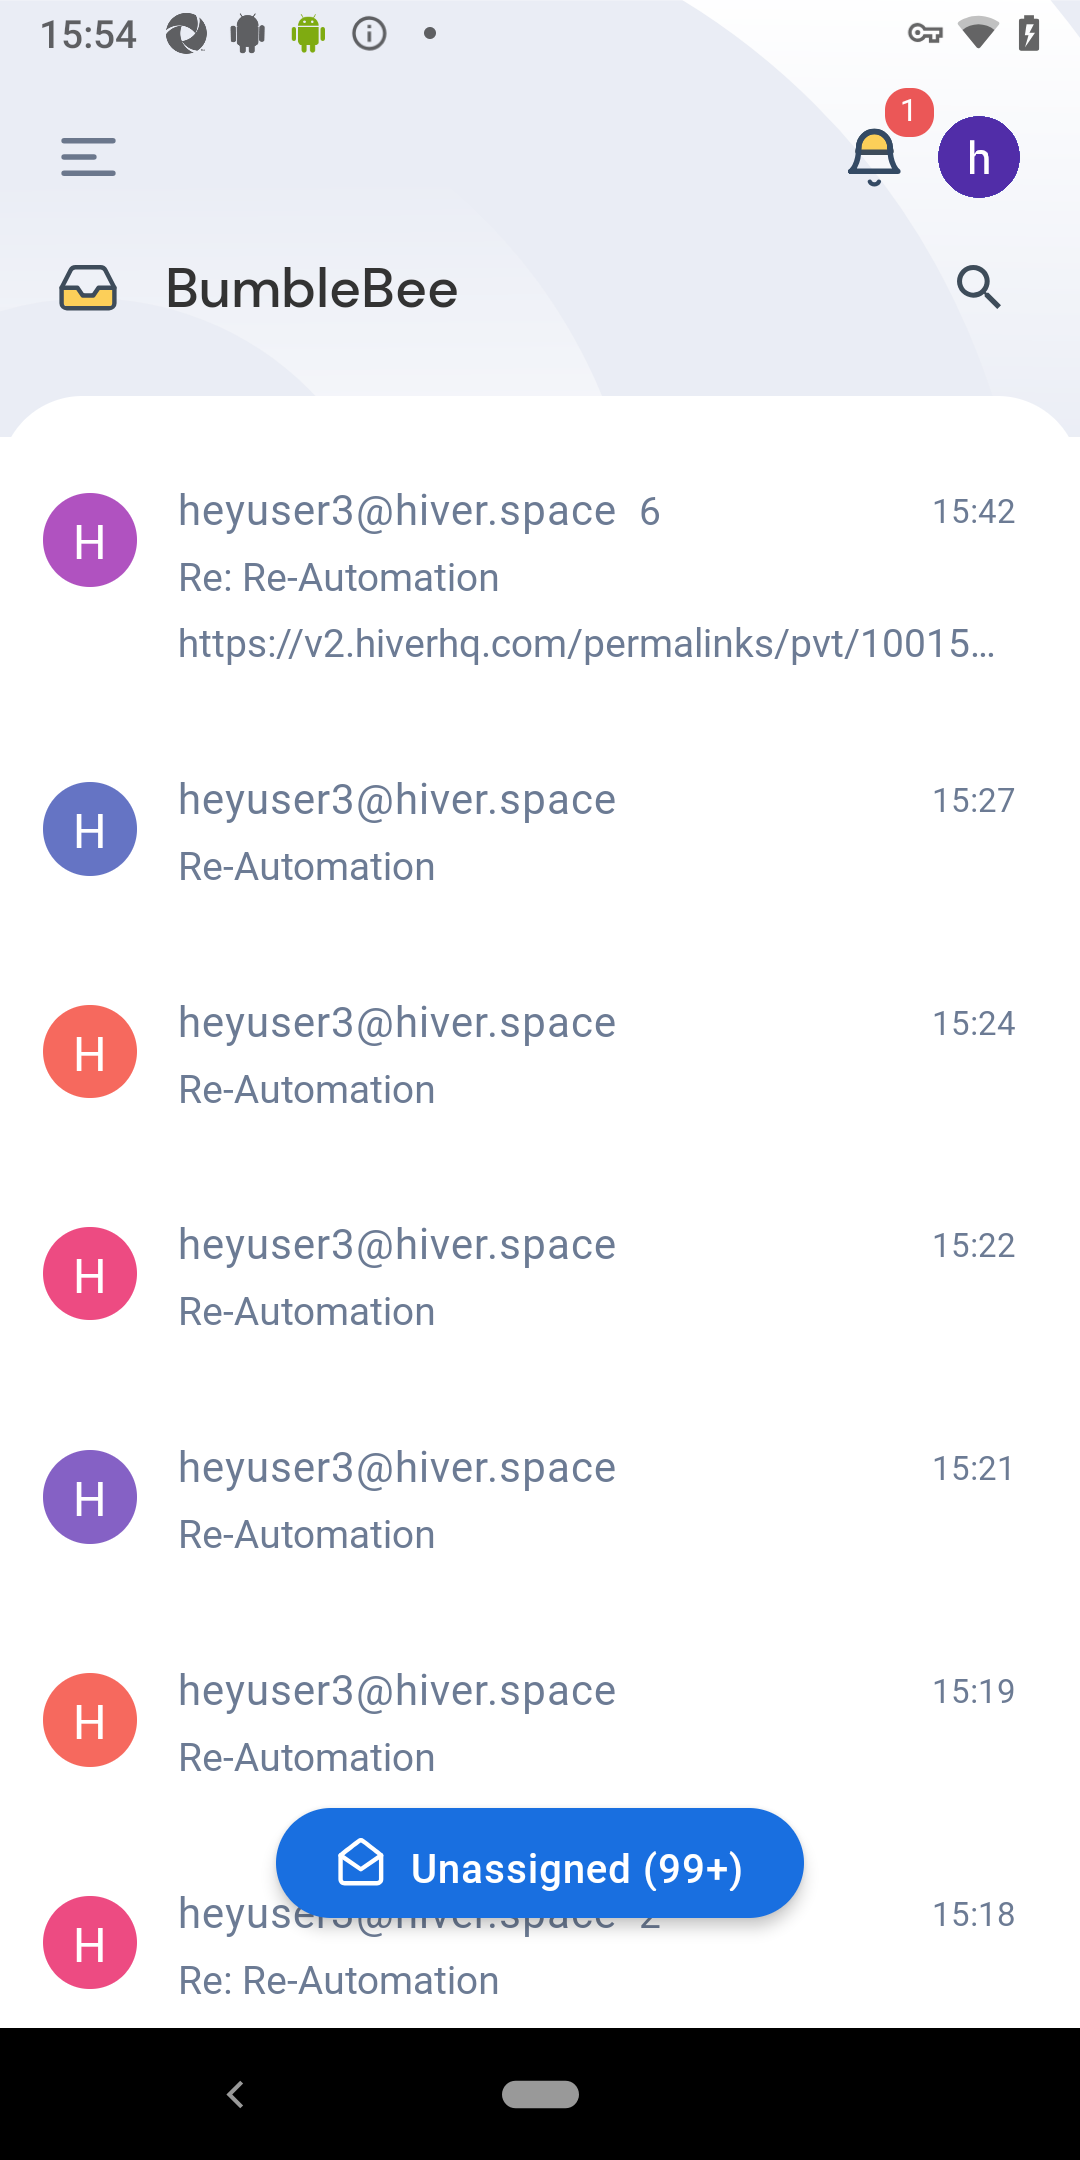 15:54
1
h
BumbleBee
H
heyuser3@hiver.space 6
15:42
Re: Re-Automation
https://v2.hiverhq.com/permalinks/pvt/10015...
H
heyuser3@hiver.space
15:27
Re-Automation
H
heyuser3@hiver.space
15:24
Re-Automation
H
heyuser3@hiver.space
15:22
Re-Automation
H
heyuser3@hiver.space
15:21
Re-Automation
H
heyuser3@hiver.space
15:19
Re-Automation
Unassigned (99+)
H
heyuser3@hiver.space 2
15:18
Re: Re-Automation